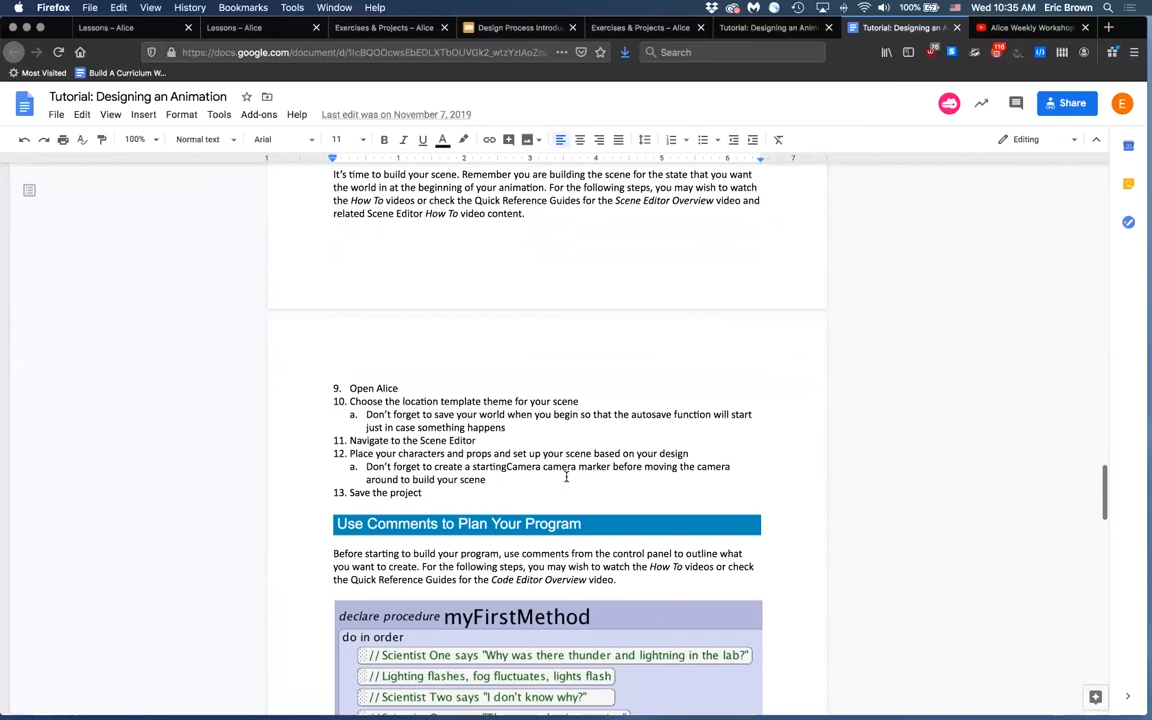 Firefox File Edit View History Bookmarks Tools Window Help 100% Wed 10:35 AM Eric Brown
Lessons – Alice Lessons – Alice Exercises & Projects – Alice Design Process Introdu Exercises & Projects – Alice Tutorial: Designing an Anim Tutorial: Designing an A Alice Weekly Workshop
Search
Most Visited Build A Curriculum W...
Tutorial: Designing an Animation
File Edit View Insert Format Tools Add-ons Help Last edit was on November 7, 2019
Share
E
100% Normal text Arial 11 Editing
1 1 2 3 4 5 6 7
It's time to build your scene. Remember you are building the scene for the state that you want
the world in at the beginning of your animation. For the following steps, you may wish to watch
the How To videos or check the Quick Reference Guides for the Scene Editor Overview video and
related Scene Editor How To video content.
9. Open Alice
10. Choose the location template theme for your scene
a. Don't forget to save your world when you begin so that the autosave function will start
just in case something happens
11. Navigate to the Scene Editor
12. Place your characters and props and set up your scene based on your design
a. Don't forget to create a startingCamera camera marker before moving the camera
around to build your scene
13. Save the project
Use Comments to Plan Your Program
Before starting to build your program, use comments from the control panel to outline what
you want to create. For the following steps, you may wish to watch the How To videos or check
the Quick Reference Guides for the Code Editor Overview video.
declare procedure myFirstMethod
do in order
// Scientist One says "Why was there thunder and lightning in the lab?"
// Lighting flashes, fog fluctuates, lights flash
// Scientist Two says "I don't know why?"